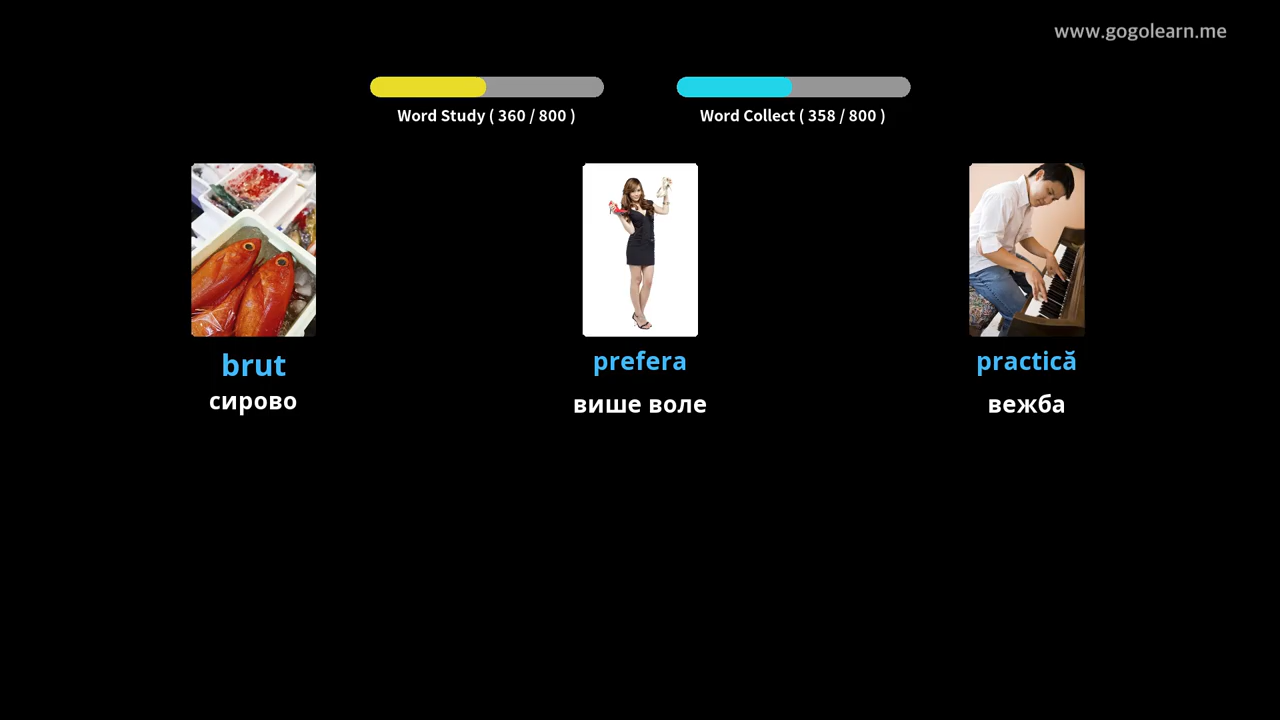 www.gogolearn.me
Word Study ( 360 / 800 )
Word Collect ( 358 / 800 )
brut
prefera
practică
сирово
више воле
вежба